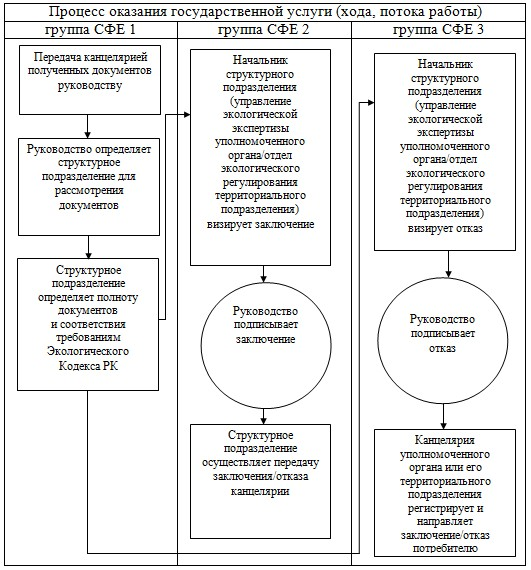 Процесс оказания государственной услуги (хода, потока работы)
группа СФЕ 1
группа СФЕ 2
группа СФЕ 3
Передача канцелярией
полученных документов
руководству
Руководство определяет
структурное
подразделение для
рассмотрения
документов
Структурное
подразделение
определяет полноту
документов
и соответствия
требованиям
Экологического
Кодекса РК
Начальник
структурного
подразделения
(управление
экологической
экспертизы
уполномоченного
органа/отдел
экологического
регулирования
территориального
подразделения)
визирует заключение
Руководство
подписывает
заключение
Структурное
подразделение
осуществляет передачу
заключения/отказа
канцелярии
Начальник
структурного
подразделения
(управление
экологической
экспертизы
уполномоченного
органа/отдел
экологического
регулирования
территориального
подразделения)
визирует отказ
Руководство
подписывает
отказ
Канцелярия
уполномоченного
органа или его
территориального
подразделения
регистрирует и
направляет
заключение/отказ
потребителю